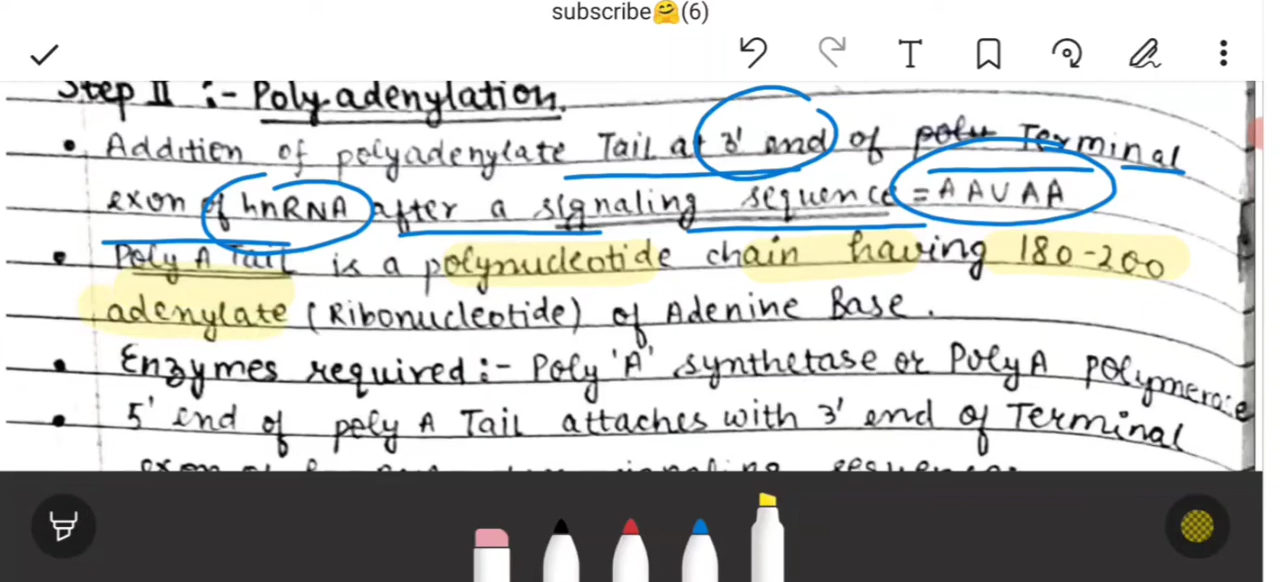 subscribe🤗(6)
Step II :- Polyadenylation.
• Addition of polyadenylate Tail at 3' end of poly Terminal
exon of hnRNA after a signaling sequence = AAUAA
• Poly A Tail is a polynucleotide chain having 180-200
adenylate (Ribonucleotide) of Adenine Base.
• Enzymes required :- Poly 'A' synthetase or Poly A polymerase
• 5' end of poly A Tail attaches with 3' end of Terminal